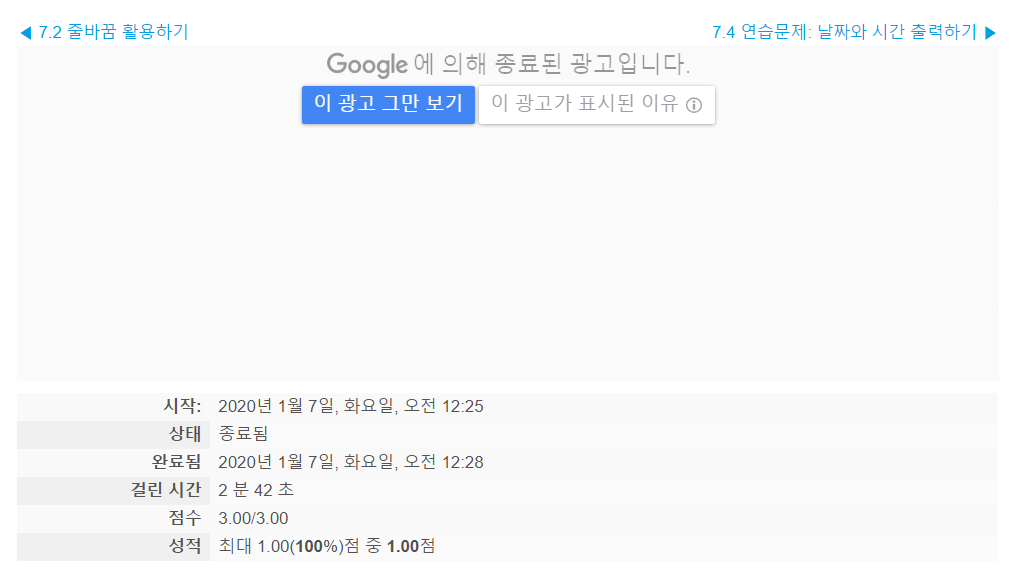 ◀ 7.2 줄바꿈 활용하기
7.4 연습문제: 날짜와 시간 출력하기 ▶
Google 에 의해 종료된 광고입니다.
이 광고 그만 보기
이 광고가 표시된 이유 ⓘ
시작: 2020년 1월 7일, 화요일, 오전 12:25
상태 종료됨
완료됨 2020년 1월 7일, 화요일, 오전 12:28
걸린 시간 2 분 42 초
점수 3.00/3.00
성적 최대 1.00(100%)점 중 1.00점